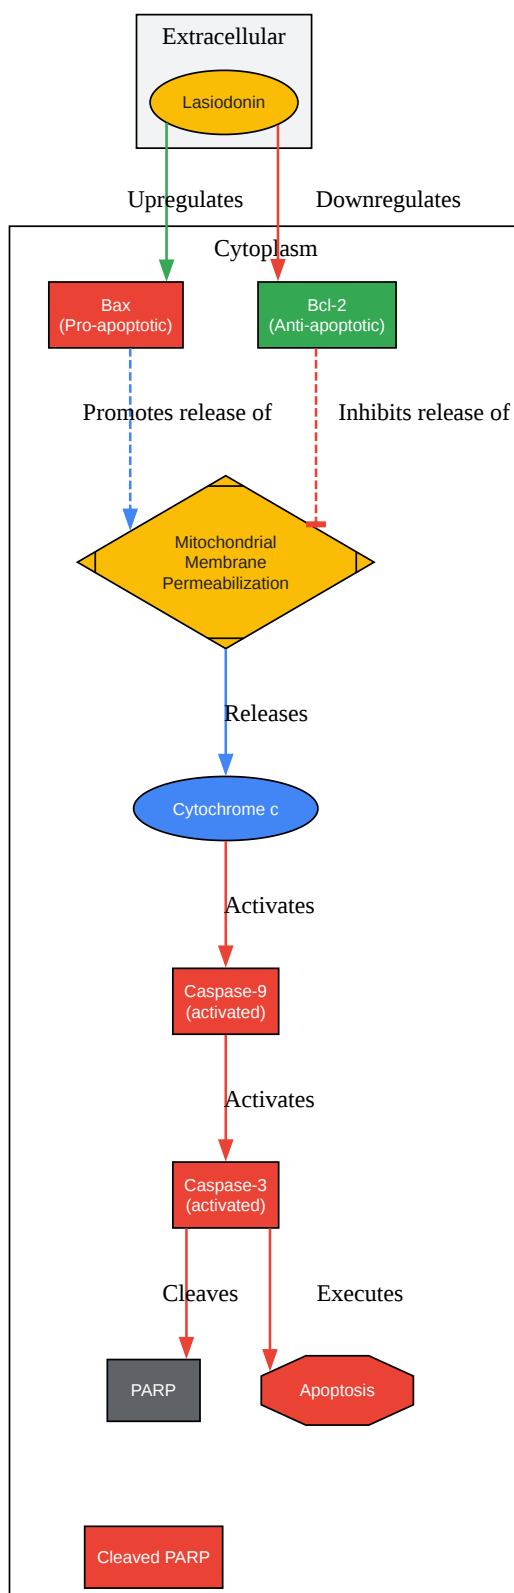 Extracellular
Lasiodonin
Upregulates
Downregulates
Cytoplasm
Bax
(Pro-apoptotic)
Bcl-2
(Anti-apoptotic)
Promotes release of
Inhibits release of
Mitochondrial
Membrane
Permeabilization
Releases
Cytochrome c
Activates
Caspase-9
(activated)
Activates
Caspase-3
(activated)
Cleaves
Executes
PARP
Apoptosis
Cleaved PARP